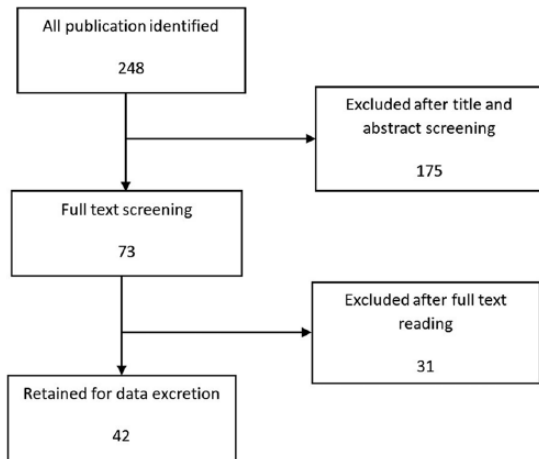 All publication identified
248
Excluded after title and
abstract screening
175
Full text screening
73
Excluded after full text
reading
31
Retained for data excretion
42